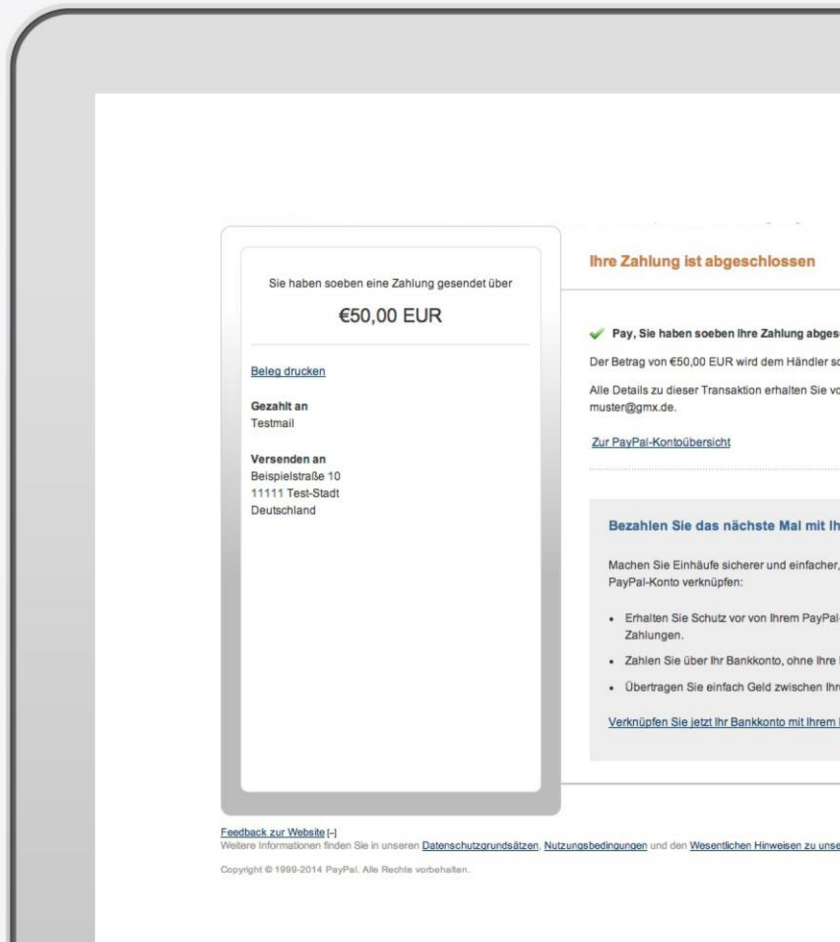 Sie haben soeben eine Zahlung gesendet über
€50,00 EUR
Beleg drucken
Gezahlt an
Testmail
Versenden an
Beispielstraße 10
11111 Test-Stadt
Deutschland
Ihre Zahlung ist abgeschlossen
Pay, Sie haben soeben Ihre Zahlung abges
Der Betrag von €50,00 EUR wird dem Händler so
Alle Details zu dieser Transaktion erhalten Sie vo
muster@gmx.de.
Zur PayPal-Kontoübersicht
Bezahlen Sie das nächste Mal mit Ih
Machen Sie Einhäufe sicherer und einfacher,
PayPal-Konto verknüpfen:
• Erhalten Sie Schutz vor von Ihrem PayPal-
Zahlungen.
• Zahlen Sie über Ihr Bankkonto, ohne Ihre
• Übertragen Sie einfach Geld zwischen Ihre
Verknüpfen Sie jetzt Ihr Bankkonto mit Ihrem
Feedback zur Website [-]
Weitere Informationen finden Sie in unseren Datenschutzgrundsätzen, Nutzungsbedingungen und den Wesentlichen Hinweisen zu unse
Copyright © 1999-2014 PayPal. Alle Rechte vorbehalten.